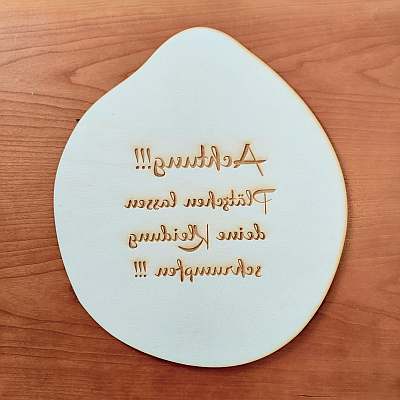 Achtung!!!
Plätzchen lassen
deine Kleidung
schrumpfen !!!